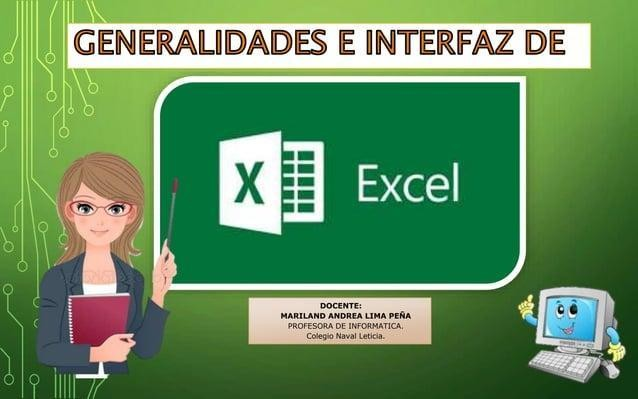 GENERALIDADES E INTERFAZ DE
X
Excel
DOCENTE:
MARILAND ANDREA LIMA PEÑA
PROFESORA DE INFORMATICA.
Colegio Naval Leticia.